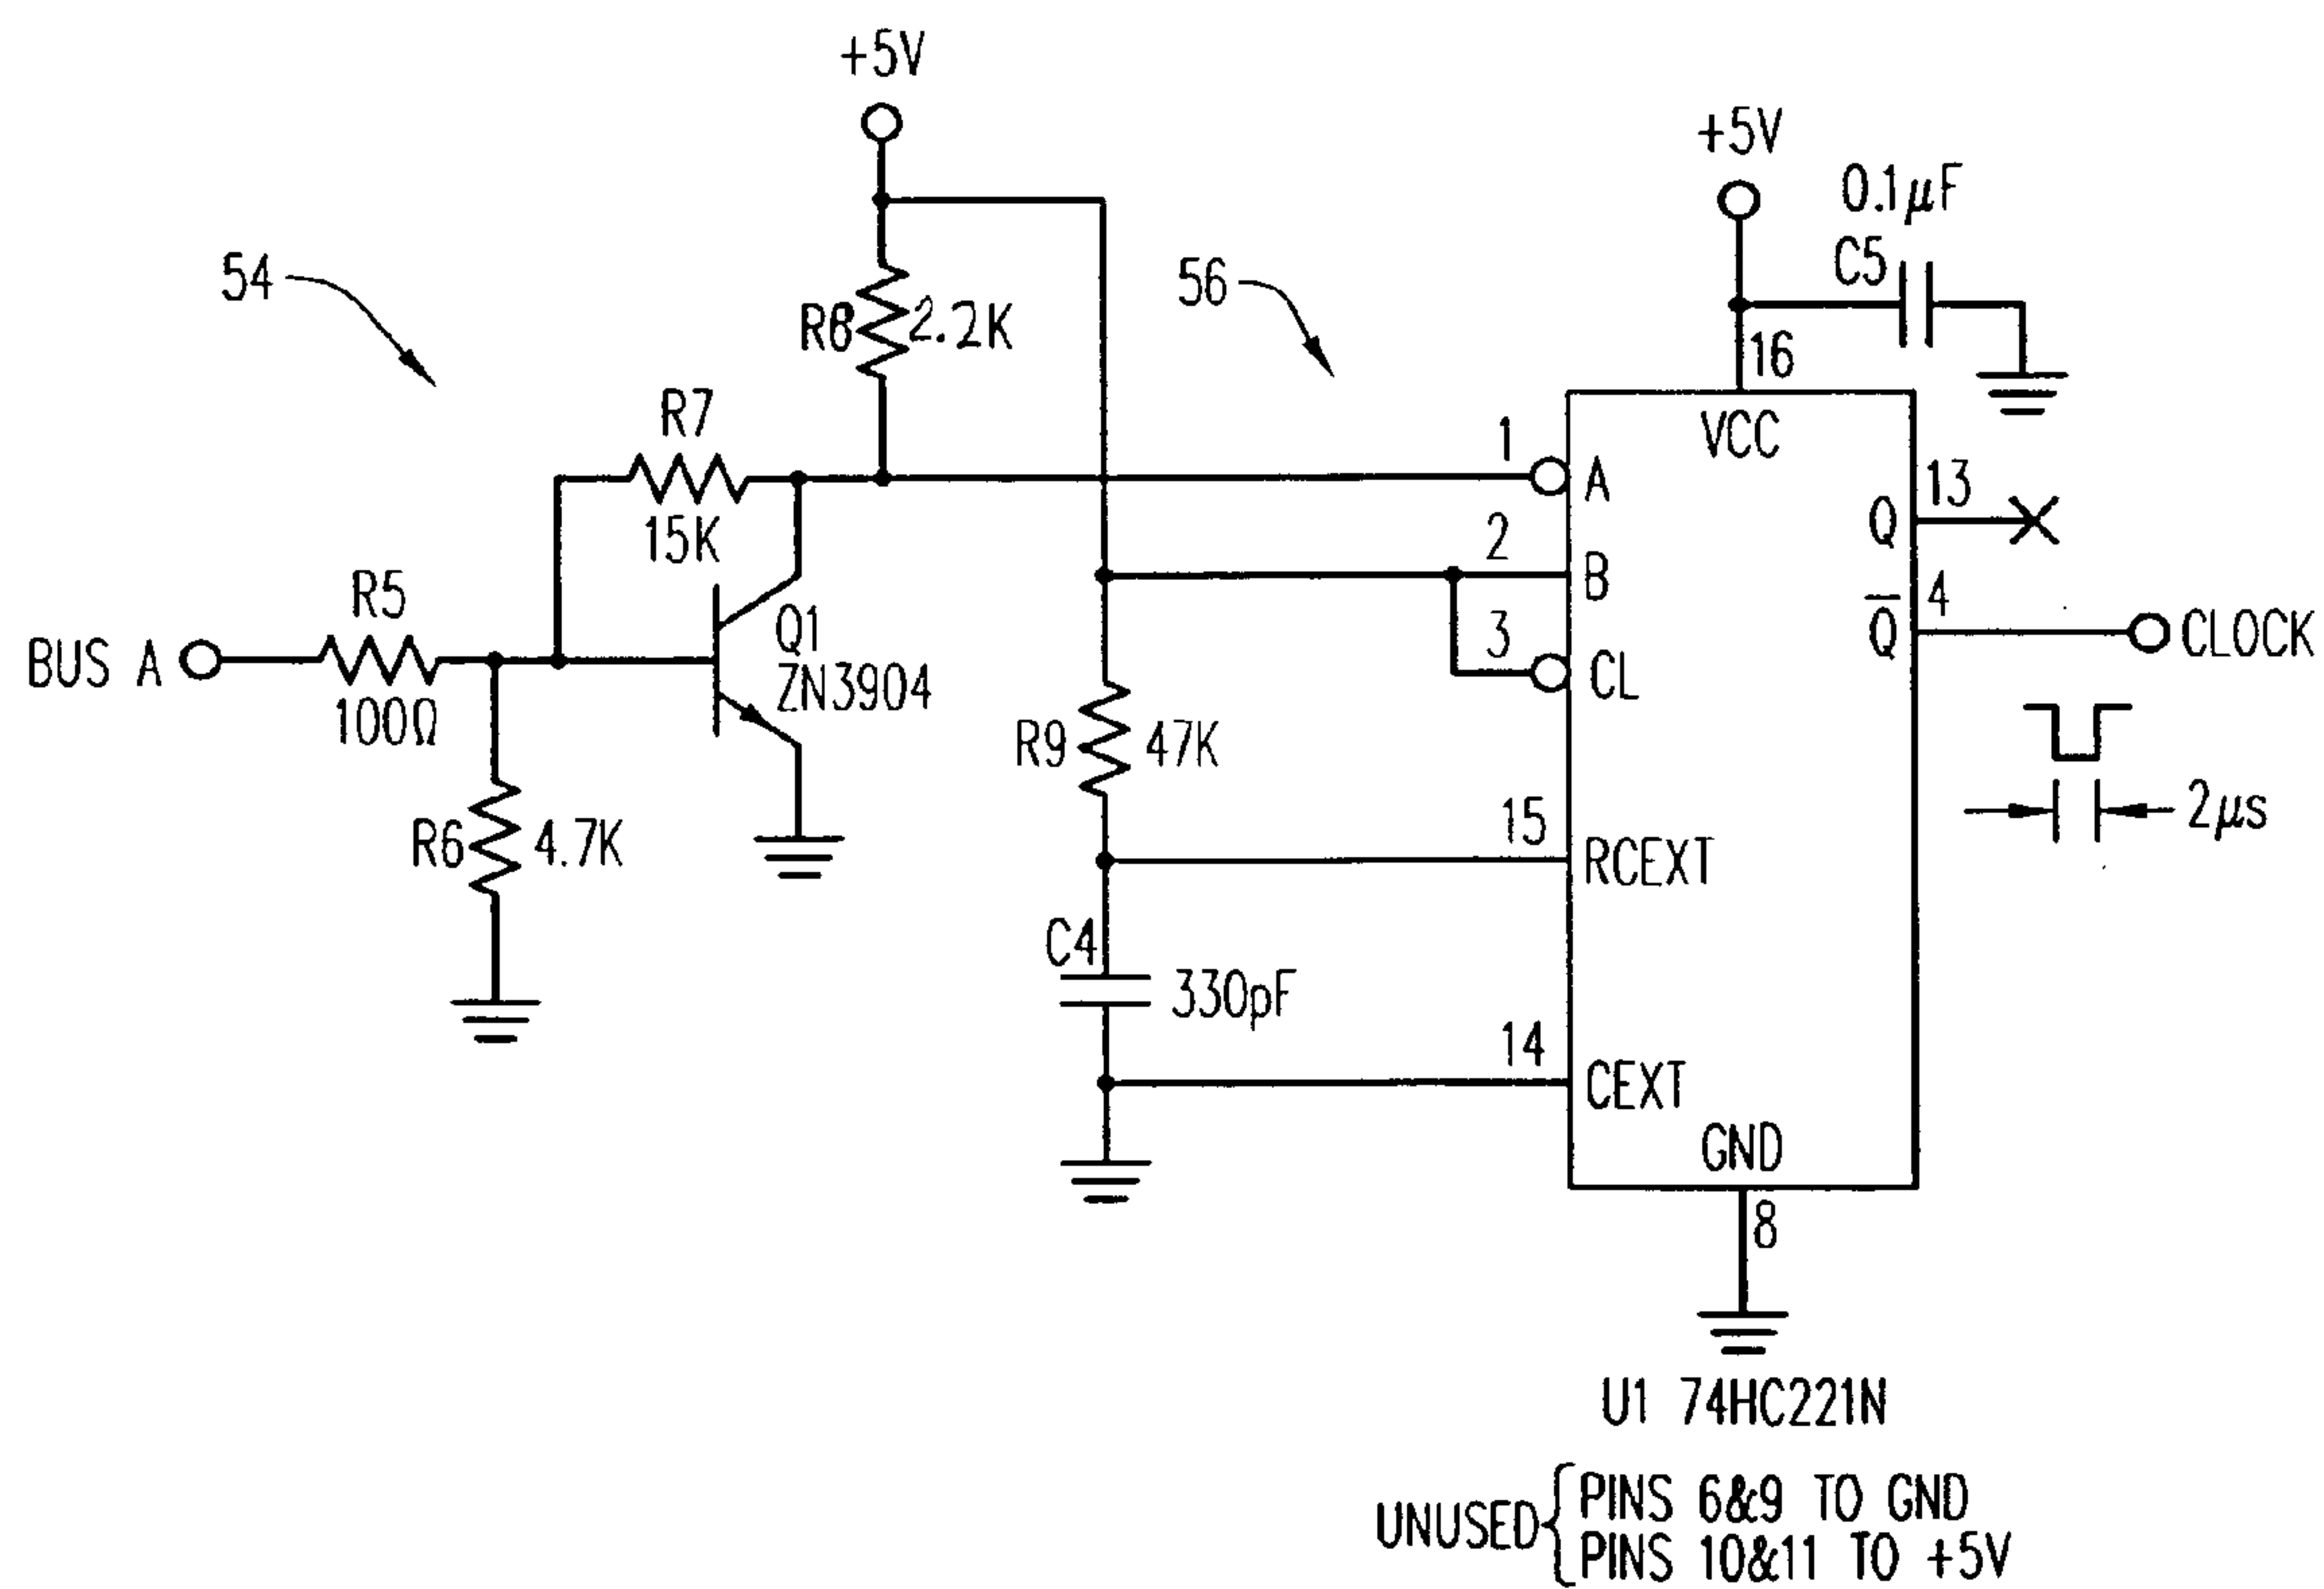 +5V
+5V
0.1μF
C5
54
56
R8
2.2K
16
R7
1
VCC
A
13
15K
2
Q
B
R5
4
Q1
3
Q̅
BUS A
CL
CLOCK
ZN3904
100Ω
R9
47K
2μs
15
R6
4.7K
RCEXT
C4
330pF
14
CEXT
GND
8
U1 74HC221N
UNUSED
PINS 6&9 TO GND
PINS 10&11 TO +5V